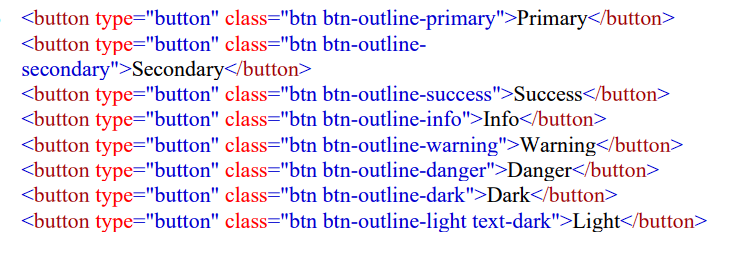 <button type="button" class="btn btn-outline-primary">Primary</button>
<button type="button" class="btn btn-outline-
secondary">Secondary</button>
<button type="button" class="btn btn-outline-success">Success</button>
<button type="button" class="btn btn-outline-info">Info</button>
<button type="button" class="btn btn-outline-warning">Warning</button>
<button type="button" class="btn btn-outline-danger">Danger</button>
<button type="button" class="btn btn-outline-dark">Dark</button>
<button type="button" class="btn btn-outline-light text-dark">Light</button>